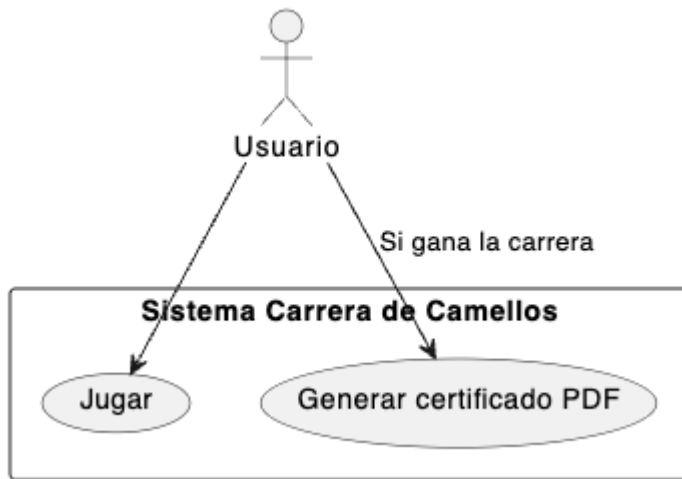 Usuario
Si gana la carrera
Sistema Carrera de Camellos
Jugar
Generar certificado PDF